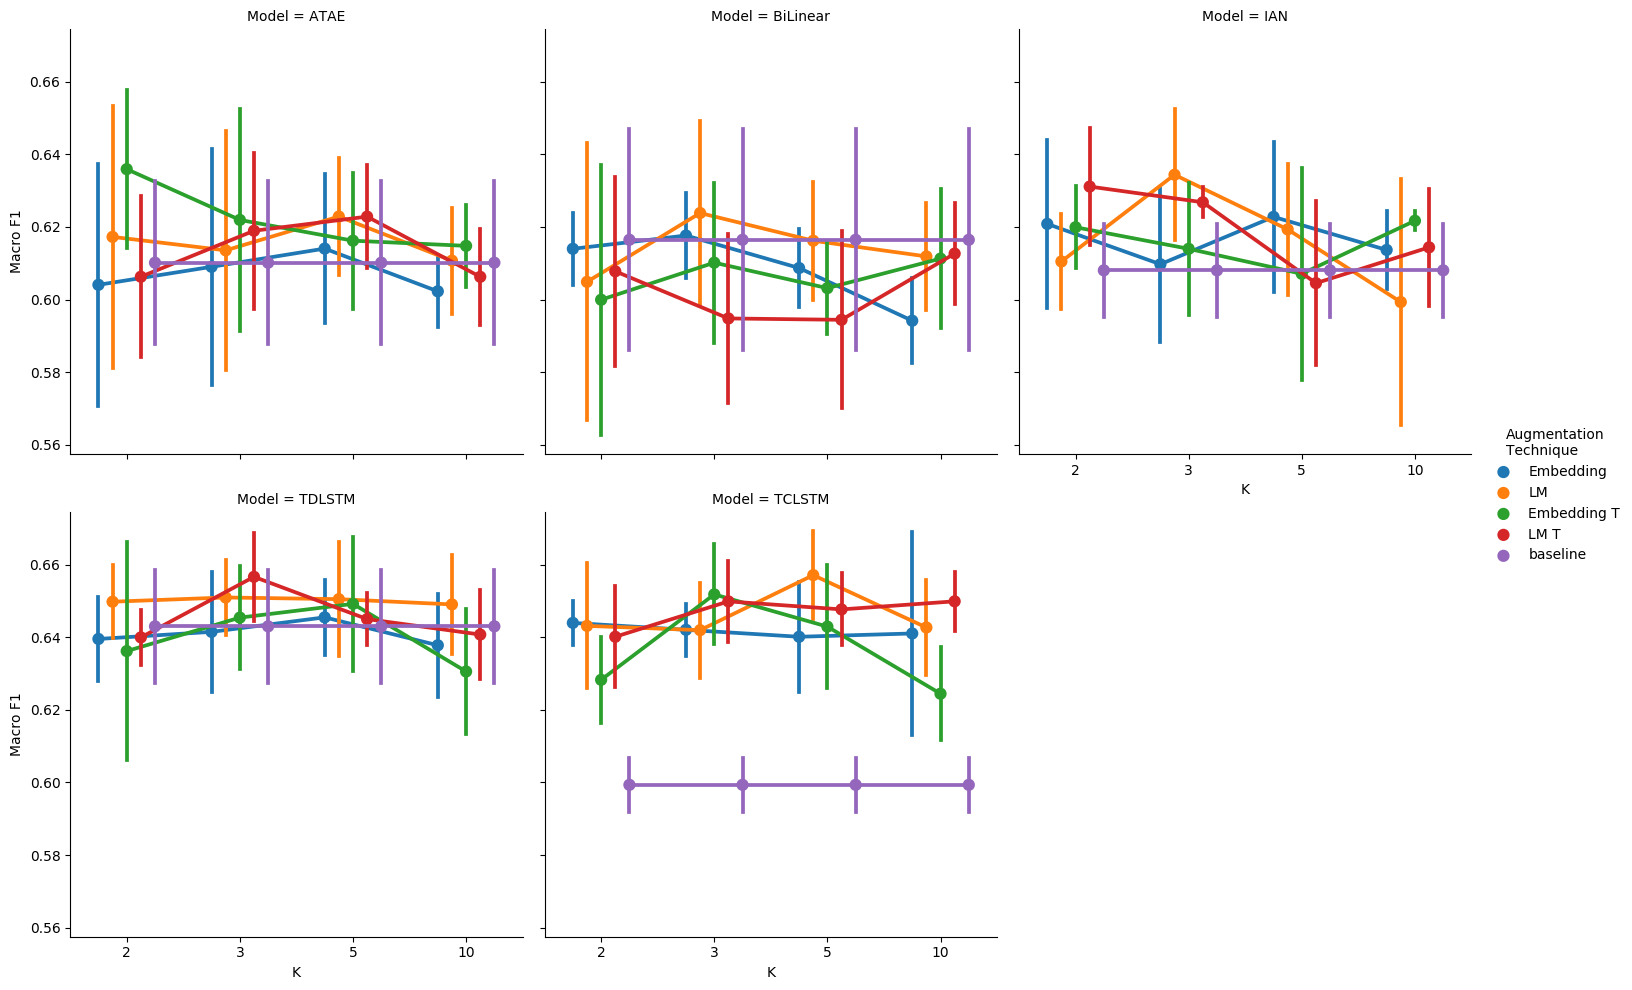 Model = ATAE
Model = BiLinear
Model = IAN
Macro F1
0.66
0.64
0.62
0.60
0.58
0.56
2
3
5
10
K
Augmentation
Technique
Embedding
LM
Embedding T
LM T
baseline
Model = TDLSTM
Model = TCLSTM
Macro F1
0.66
0.64
0.62
0.60
0.58
0.56
2
3
5
10
K
2
3
5
10
K